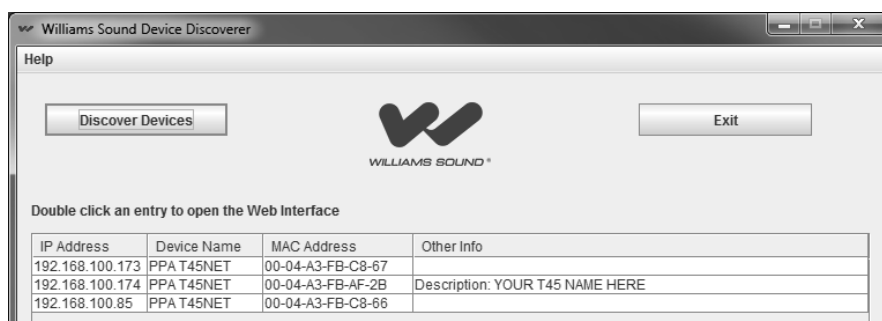 Williams Sound Device Discoverer
Help
Discover Devices
Exit
WILLIAMS SOUND®
Double click an entry to open the Web Interface
IP Address Device Name MAC Address Other Info
192.168.100.173 PPA T45NET 00-04-A3-FB-C8-67
192.168.100.174 PPA T45NET 00-04-A3-FB-AF-2B Description: YOUR T45 NAME HERE
192.168.100.85 PPA T45NET 00-04-A3-FB-C8-66